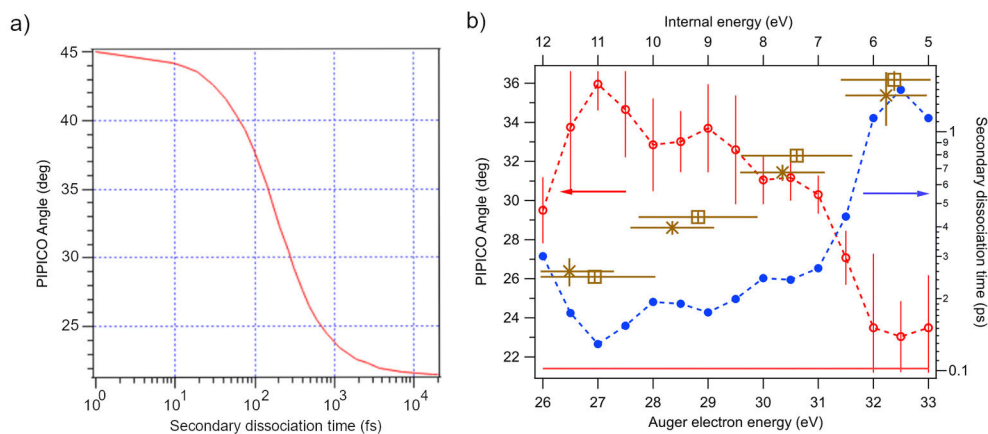 a)
45
40
35
30
25
PIPICO Angle (deg)
10^0
10^1
10^2
10^3
10^4
Secondary dissociation time (fs)
b)
Internal energy (eV)
12 11 10 9 8 7 6 5
36
34
32
30
28
26
24
22
PIPICO Angle (deg)
1
9
8
7
6
5
4
3
2
0.1
Secondary dissociation time (ps)
26 27 28 29 30 31 32 33
Auger electron energy (eV)